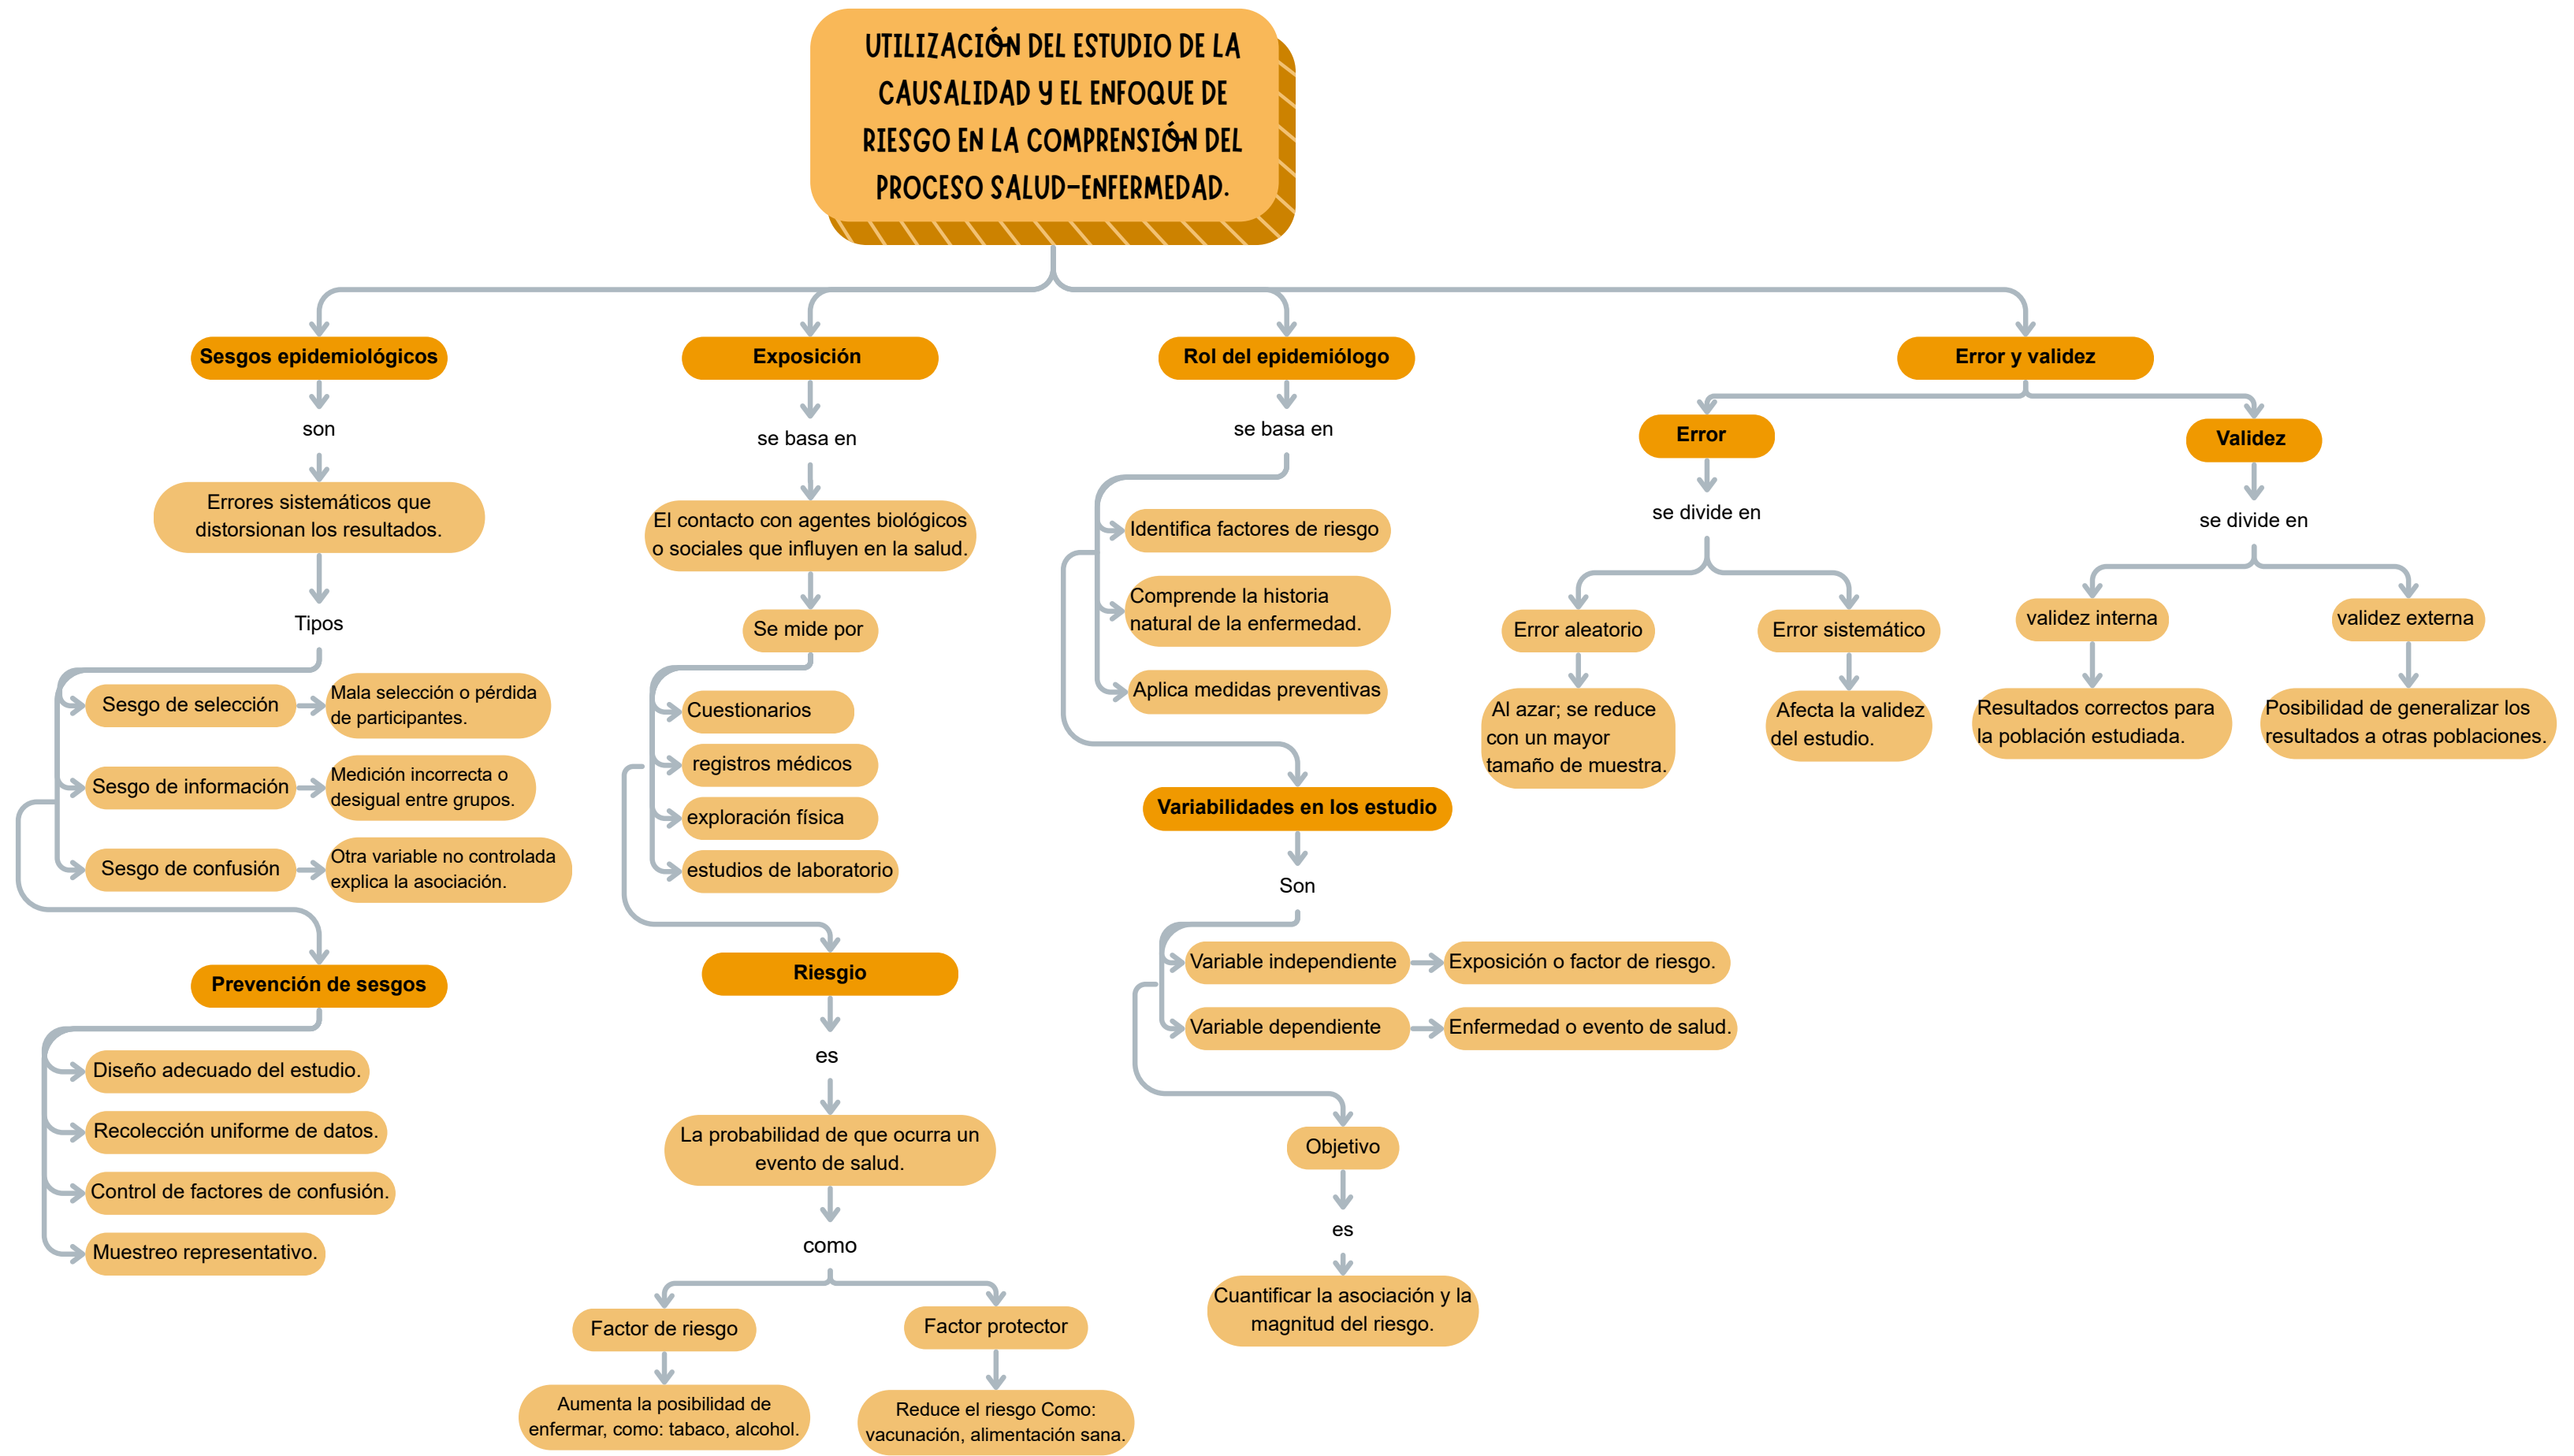 UTILIZACIÓN DEL ESTUDIO DE LA
CAUSALIDAD Y EL ENFOQUE DE
RIESGO EN LA COMPRENSIÓN DEL
PROCESO SALUD-ENFERMEDAD.
Sesgos epidemiológicos
son
Errores sistemáticos que
distorsionan los resultados.
Tipos
Sesgo de selección
Mala selección o pérdida
de participantes.
Sesgo de información
Medición incorrecta o
desigual entre grupos.
Sesgo de confusión
Otra variable no controlada
explica la asociación.
Prevención de sesgos
Diseño adecuado del estudio.
Recolección uniforme de datos.
Control de factores de confusión.
Muestreo representativo.
Exposición
se basa en
El contacto con agentes biológicos
o sociales que influyen en la salud.
Se mide por
Cuestionarios
registros médicos
exploración física
estudios de laboratorio
Riesgio
es
La probabilidad de que ocurra un
evento de salud.
como
Factor de riesgo
Aumenta la posibilidad de
enfermar, como: tabaco, alcohol.
Factor protector
Reduce el riesgo Como:
vacunación, alimentación sana.
Rol del epidemiólogo
se basa en
Identifica factores de riesgo
Comprende la historia
natural de la enfermedad.
Aplica medidas preventivas
Variabilidades en los estudio
Son
Variable independiente
Exposición o factor de riesgo.
Variable dependiente
Enfermedad o evento de salud.
Objetivo
es
Cuantificar la asociación y la
magnitud del riesgo.
Error y validez
Error
se divide en
Error aleatorio
Al azar; se reduce
con un mayor
tamaño de muestra.
Error sistemático
Afecta la validez
del estudio.
Validez
se divide en
validez interna
Resultados correctos para
la población estudiada.
validez externa
Posibilidad de generalizar los
resultados a otras poblaciones.